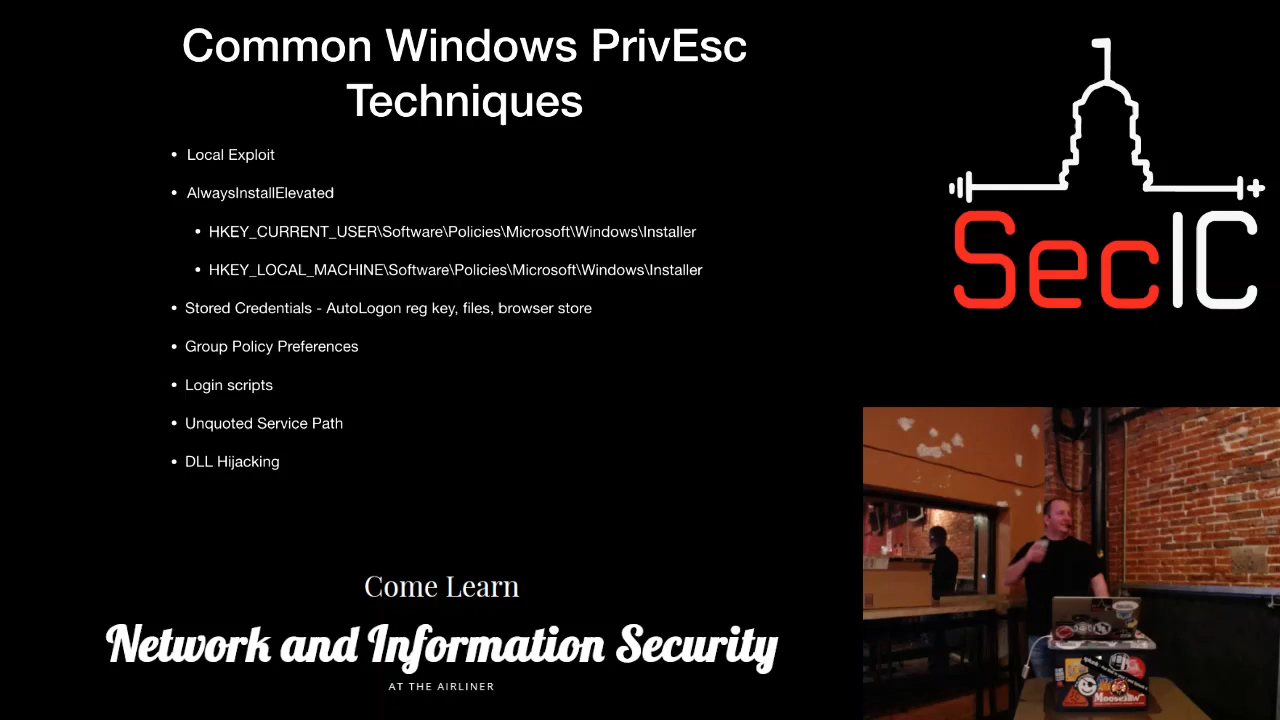 Common Windows PrivEsc
Techniques
• Local Exploit
• AlwaysInstallElevated
• HKEY_CURRENT_USER\Software\Policies\Microsoft\Windows\Installer
• HKEY_LOCAL_MACHINE\Software\Policies\Microsoft\Windows\Installer
• Stored Credentials - AutoLogon reg key, files, browser store
• Group Policy Preferences
• Login scripts
• Unquoted Service Path
• DLL Hijacking
SecIC
Come Learn
Network and Information Security
AT THE AIRLINER
Moosejaw